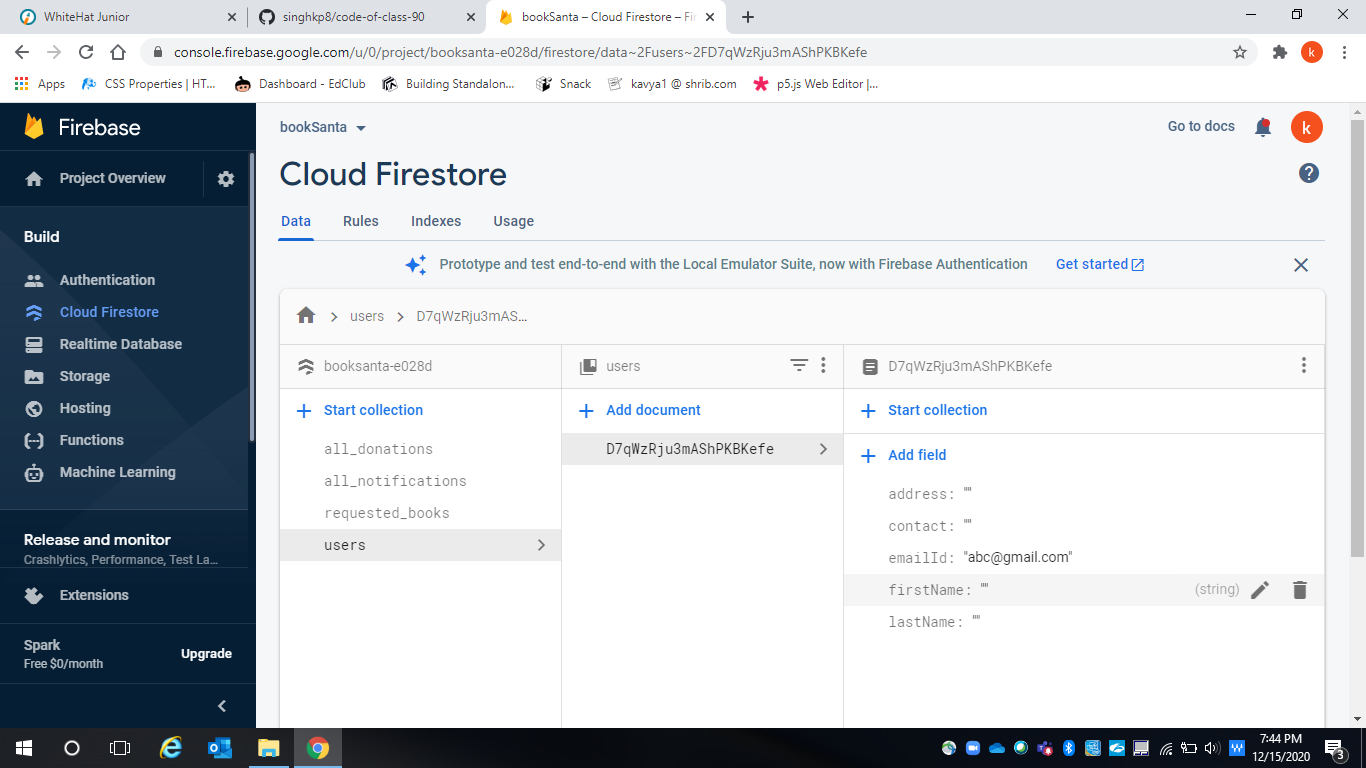 WhiteHat Junior
singhkp8/code-of-class-90
bookSanta – Cloud Firestore – Fir
console.firebase.google.com/u/0/project/booksanta-e028d/firestore/data~2Fusers~2FD7qWzRju3mAShPKBKefe
k
Apps
CSS Properties | HT...
Dashboard - EdClub
Building Standalon...
Snack
kavya1 @ shrib.com
p5.js Web Editor |...
Firebase
bookSanta
Go to docs
k
Project Overview
Cloud Firestore
Data
Rules
Indexes
Usage
Build
Authentication
Cloud Firestore
Realtime Database
Storage
Hosting
Functions
Machine Learning
Release and monitor
Crashlytics, Performance, Test La...
Extensions
Spark
Free $0/month
Upgrade
Prototype and test end-to-end with the Local Emulator Suite, now with Firebase Authentication
Get started
users
D7qWzRju3mAS...
booksanta-e028d
Start collection
all_donations
all_notifications
requested_books
users
users
Add document
D7qWzRju3mAShPKBKefe
D7qWzRju3mAShPKBKefe
Start collection
Add field
address: ""
contact: ""
emailId: "abc@gmail.com"
firstName: ""
(string)
lastName: ""
7:44 PM
12/15/2020
3